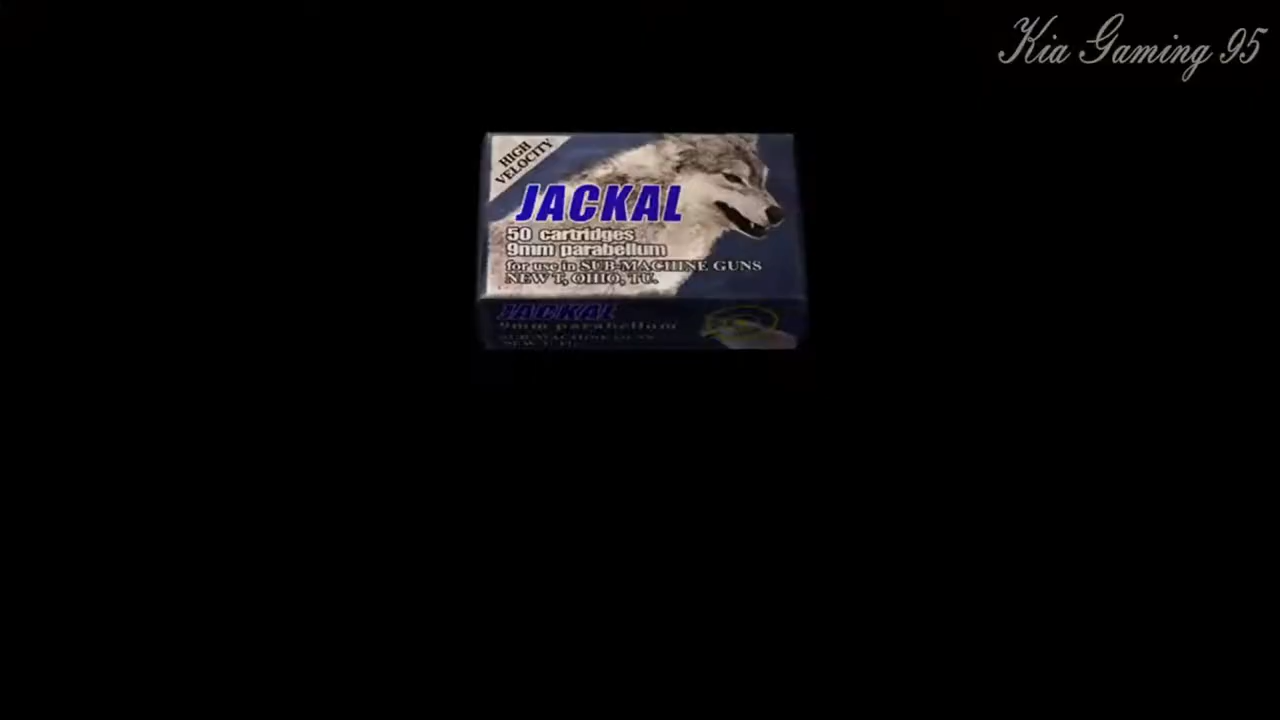 Kia Gaming 95
HIGH
VELOCITY
JACKAL
50 cartridges
9mm parabellum
for use in SUB-MACHINE GUNS
NEW T, OHIO, TU.
JACKAL
9mm parabellum